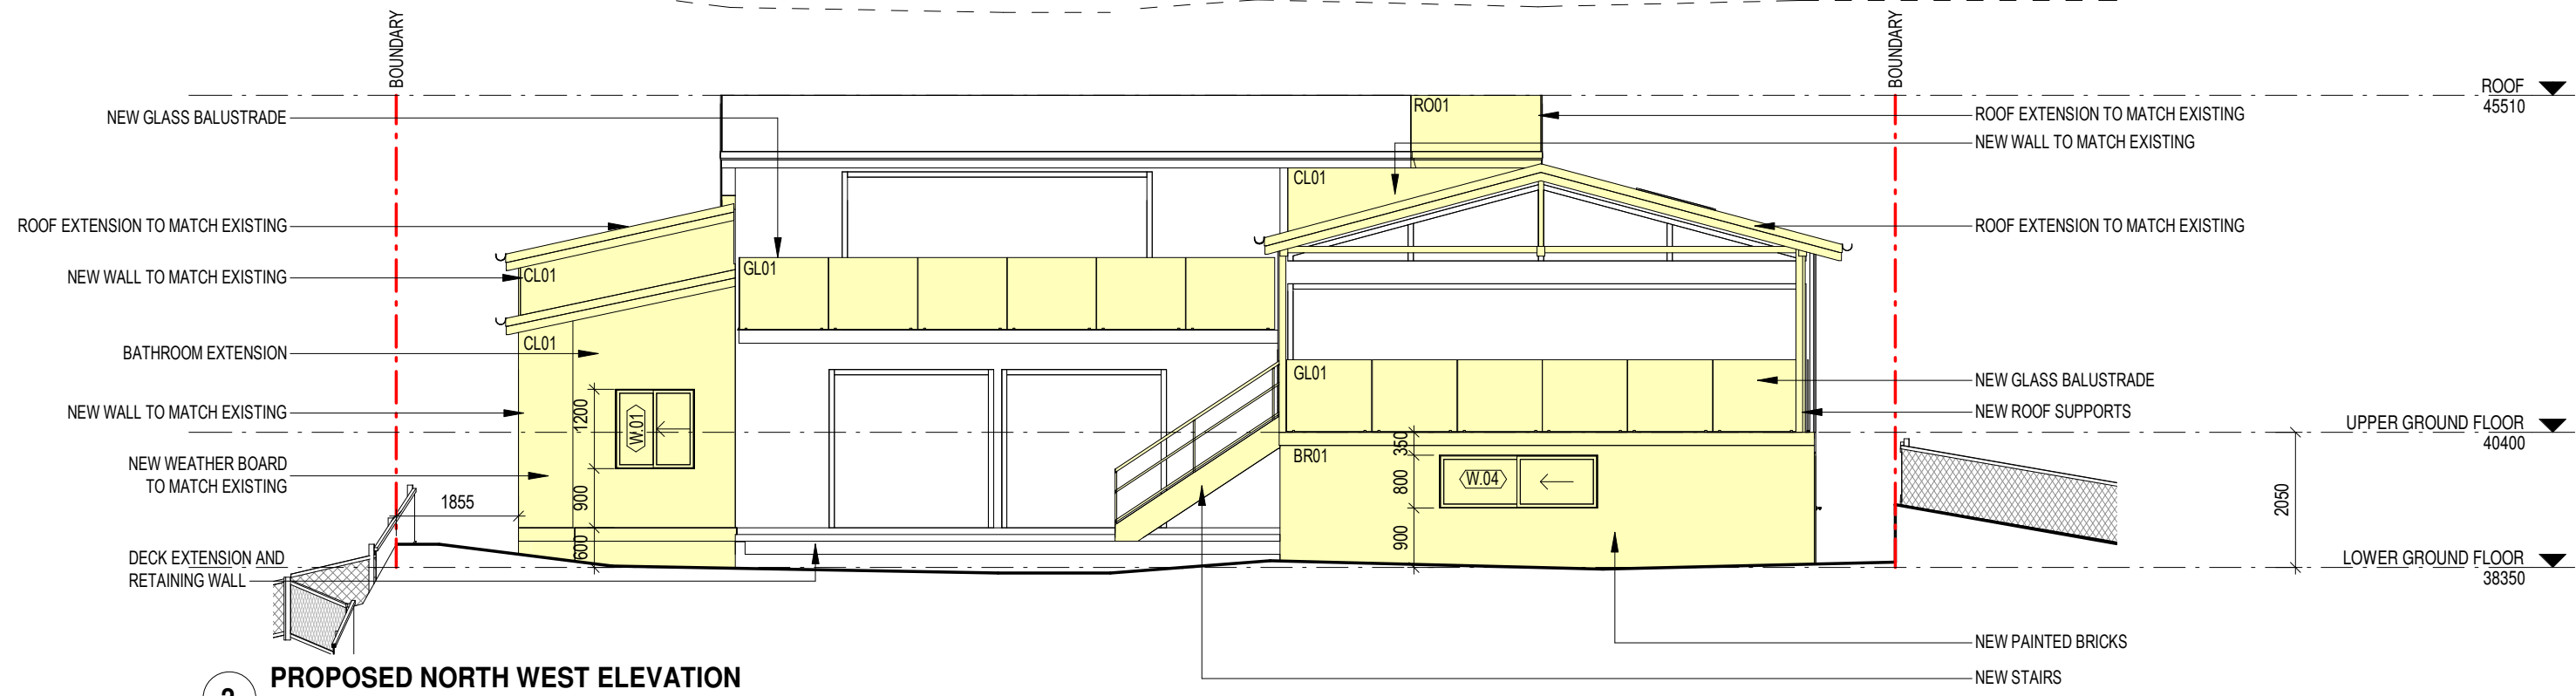 BOUNDARY
BOUNDARY
ROOF
45510
NEW GLASS BALUSTRADE
RO01
ROOF EXTENSION TO MATCH EXISTING
NEW WALL TO MATCH EXISTING
CL01
ROOF EXTENSION TO MATCH EXISTING
ROOF EXTENSION TO MATCH EXISTING
NEW WALL TO MATCH EXISTING
CL01
GL01
CL01
BATHROOM EXTENSION
GL01
NEW GLASS BALUSTRADE
NEW WALL TO MATCH EXISTING
1200
W.01
NEW ROOF SUPPORTS
UPPER GROUND FLOOR
40400
350
BR01
NEW WEATHER BOARD
TO MATCH EXISTING
W.04
800
1855
900
2050
900
600
DECK EXTENSION AND
RETAINING WALL
LOWER GROUND FLOOR
38350
NEW PAINTED BRICKS
NEW STAIRS
PROPOSED NORTH WEST ELEVATION
2